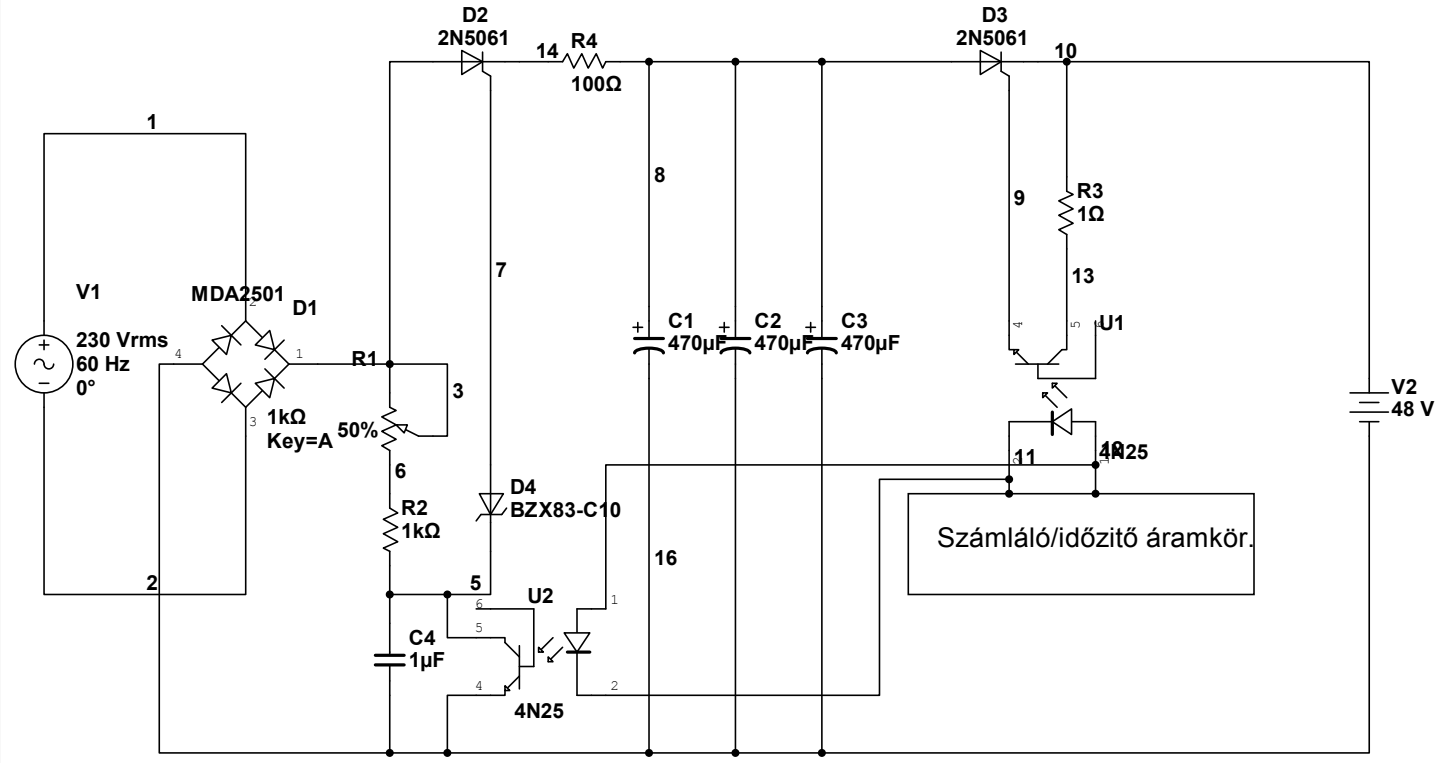 D2
2N5061
D3
2N5061
14
R4
100Ω
10
1
8
9
R3
1Ω
7
13
V1
MDA2501
2
D1
230 Vrms
60 Hz
0°
4
1
R1
3
C1
470µF
C2
470µF
C3
470µF
4
5
6
U1
V2
48 V
3
1kΩ
Key=A
50%
6
11
2
4N25
1
D4
BZX83-C10
R2
1kΩ
Számláló/időzitő áramkör.
16
2
5
6
U2
1
5
C4
1µF
4
2
4N25